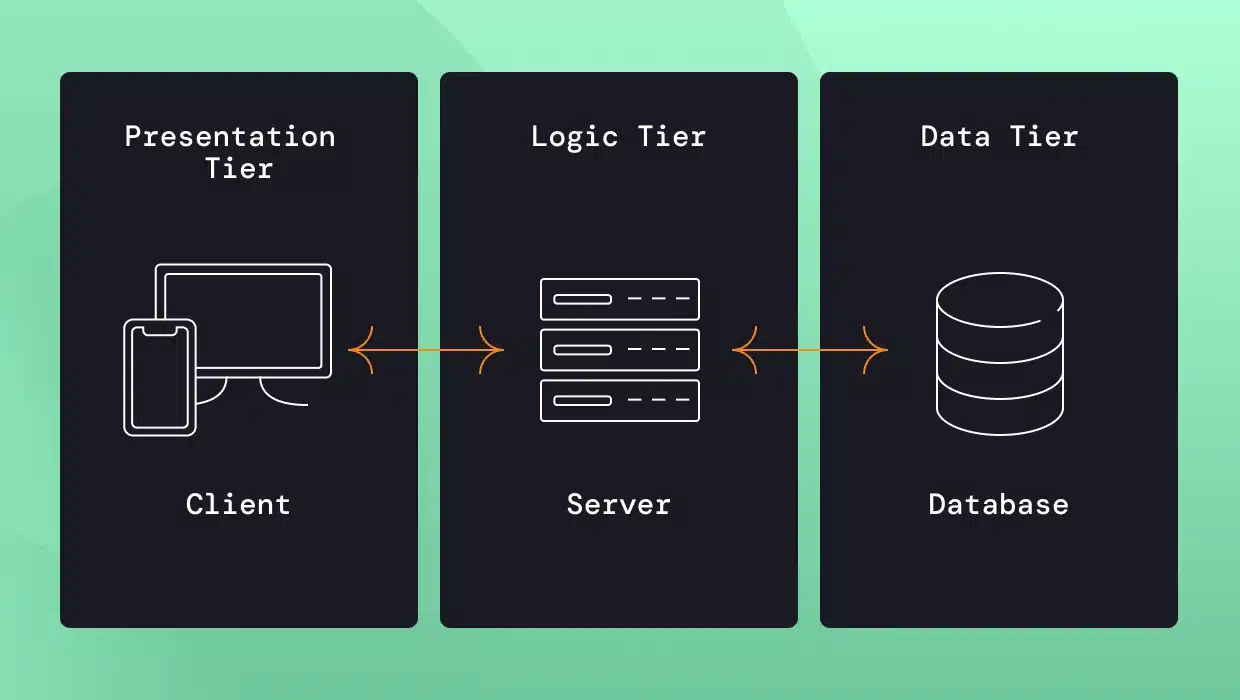 Presentation
Tier
Logic Tier
Data Tier
Client
Server
Database